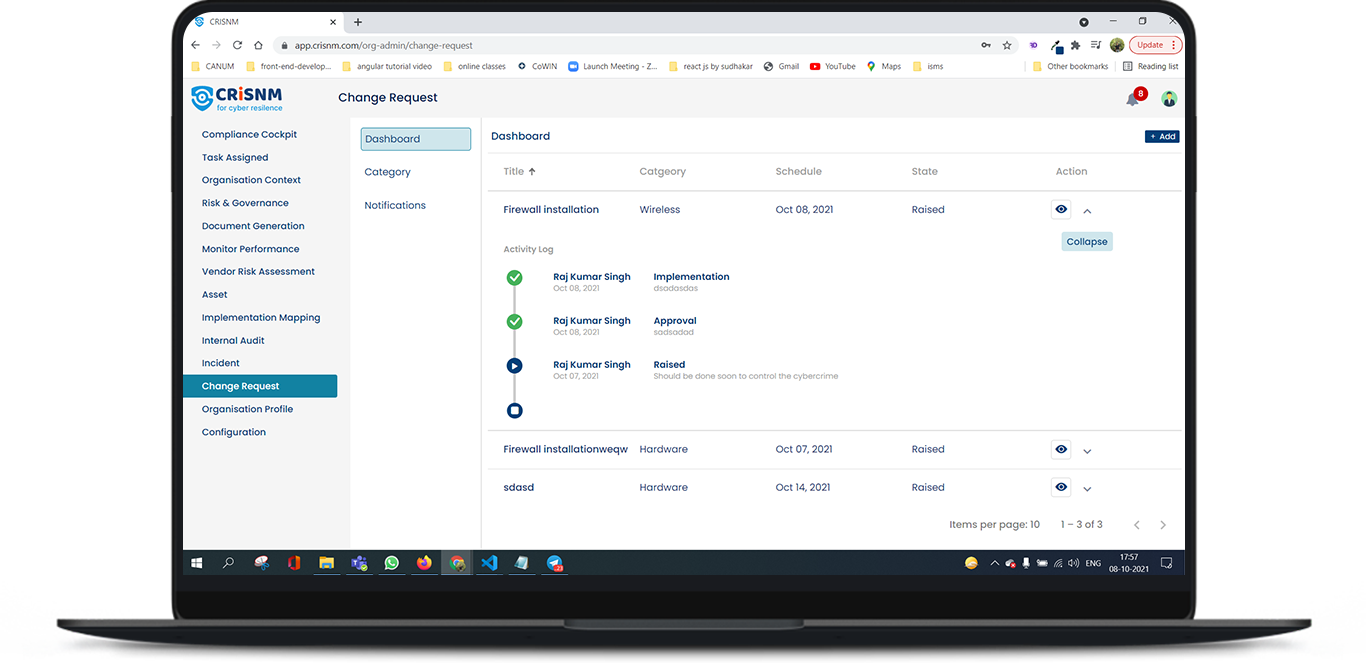 CRISNM
app.crisnm.com/org-admin/change-request
Update
CANUM
front-end-develop...
angular tutorial video
online classes
CoWIN
Launch Meeting - Z...
react js by sudhakar
Gmail
YouTube
Maps
isms
Other bookmarks
Reading list
CRiSNM
for cyber resilence
Change Request
8
Compliance Cockpit
Task Assigned
Organisation Context
Risk & Governance
Document Generation
Monitor Performance
Vendor Risk Assessment
Asset
Implementation Mapping
Internal Audit
Incident
Change Request
Organisation Profile
Configuration
Dashboard
Category
Notifications
Dashboard
+ Add
Title
Catgeory
Schedule
State
Action
Firewall installation
Wireless
Oct 08, 2021
Raised
Collapse
Activity Log
Raj Kumar Singh
Implementation
Oct 08, 2021
dsadasdas
Raj Kumar Singh
Approval
Oct 08, 2021
sadsadad
Raj Kumar Singh
Raised
Oct 07, 2021
Should be done soon to control the cybercrime
Firewall installationweqw
Hardware
Oct 07, 2021
Raised
sdasd
Hardware
Oct 14, 2021
Raised
Items per page: 10
1 – 3 of 3
ENG
17:57
08-10-2021